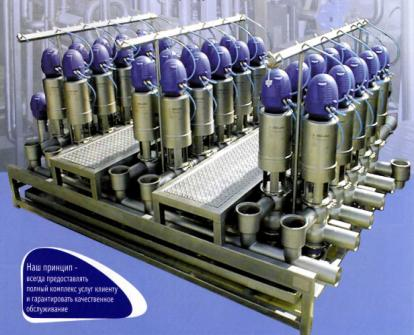 Наш принцип -
всегда предоставлять
полный комплекс услуг клиенту
и гарантировать качественное
обслуживание